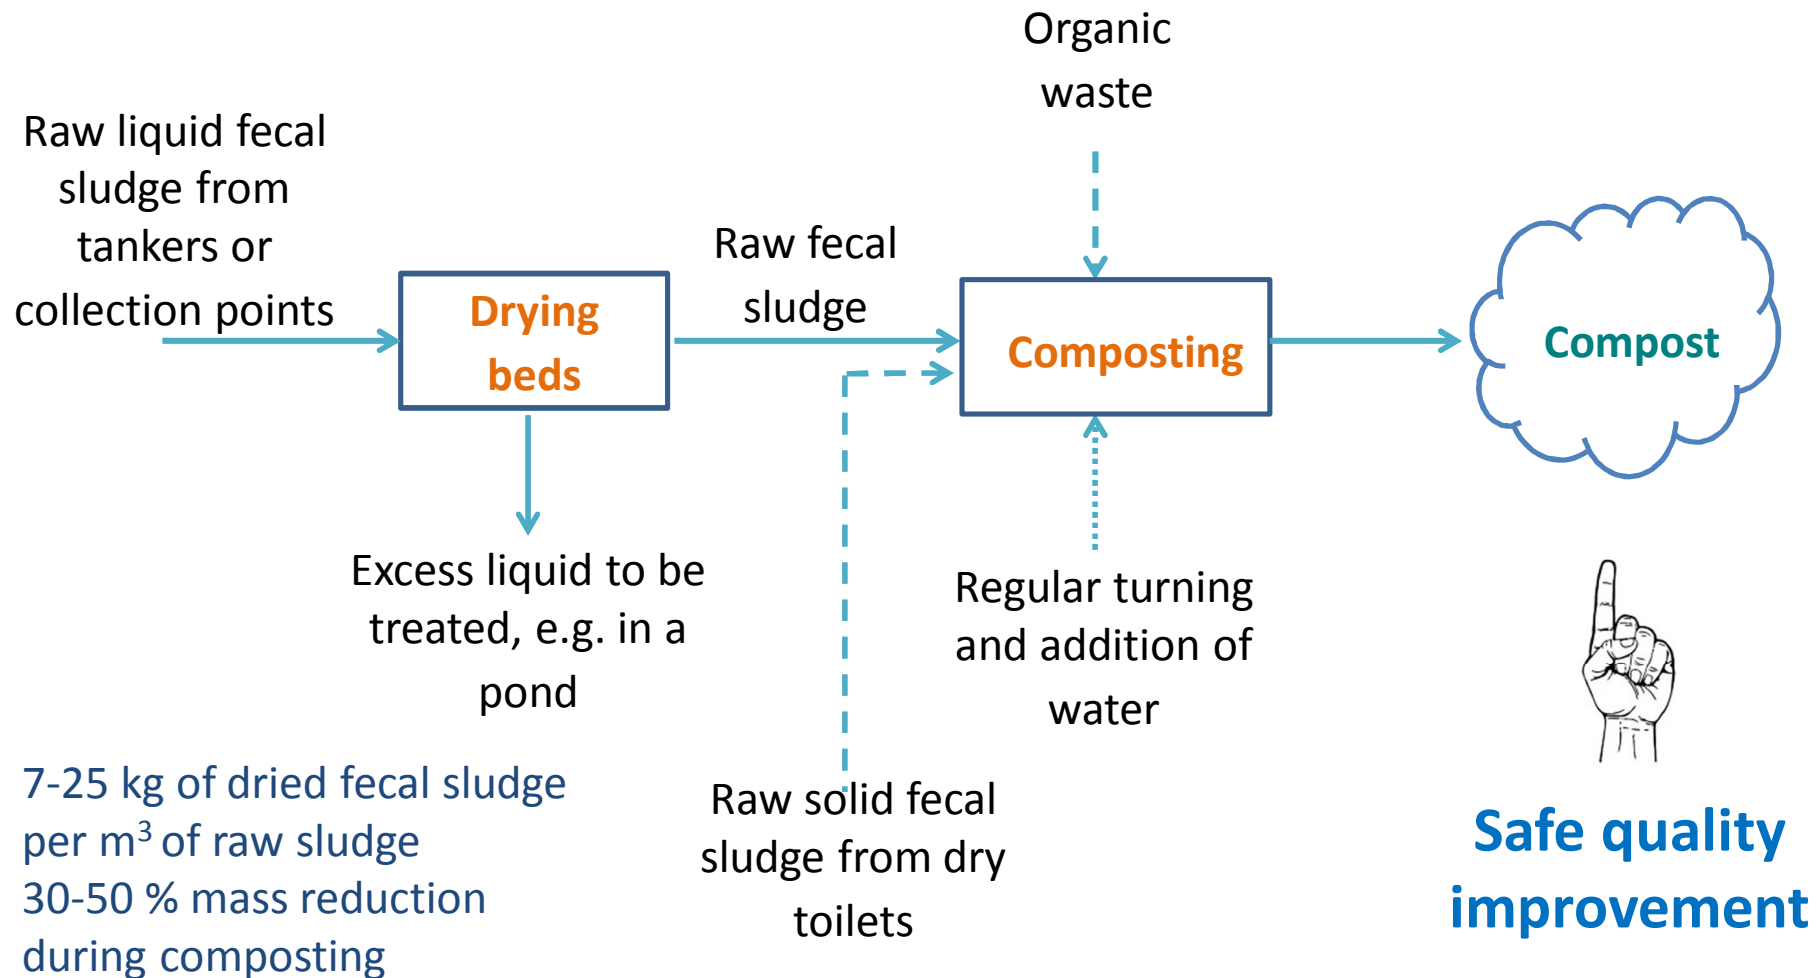 Organic
waste
Raw liquid fecal
sludge from
tankers or
collection points
Drying
beds
Raw fecal
sludge
Composting
Compost
Excess liquid to be
treated, e.g. in a
pond
Regular turning
and addition of
water
Raw solid fecal
sludge from dry
toilets
7-25 kg of dried fecal sludge
per m³ of raw sludge
30-50 % mass reduction
during composting
Safe quality
improvement